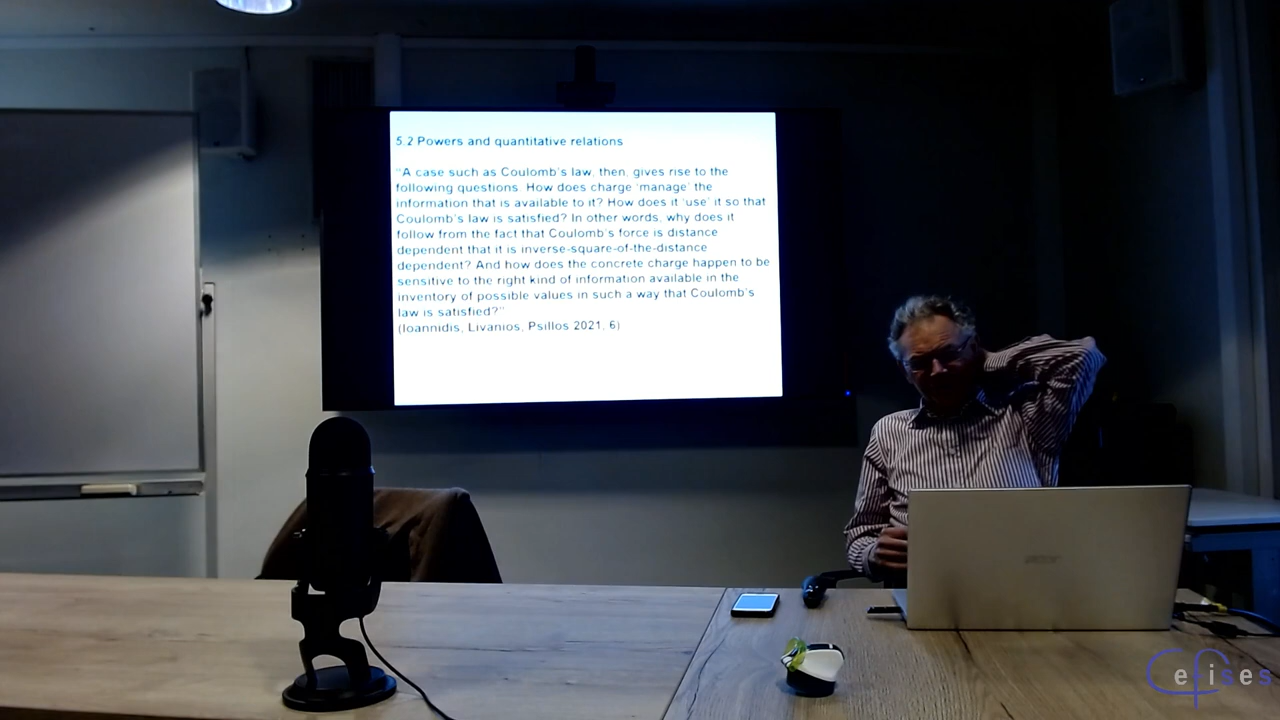 5.2 Powers and quantitative relations
"A case such as Coulomb's law, then, gives rise to the
following questions. How does charge 'manage' the
information that is available to it? How does it 'use' it so that
Coulomb's law is satisfied? In other words, why does it
follow from the fact that Coulomb's force is distance
dependent that it is inverse-square-of-the-distance
dependent? And how does the concrete charge happen to be
sensitive to the right kind of information available in the
inventory of possible values in such a way that Coulomb's
law is satisfied?"
(Ioannidis, Livanios, Psillos 2021, 6)
acer
Cefises